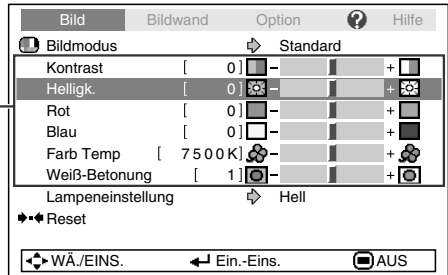 Bild Bildwand Option ? Hilfe
Bildmodus Standard
Kontrast [ 0] - +
Helligk. [ 0] - +
Rot [ 0] - +
Blau [ 0] - +
Farb Temp [ 7500K] - +
Weiß-Betonung [ 1] - +
Lampeneinstellung Hell
Reset
WÄ./EINS. Ein.-Eins. AUS